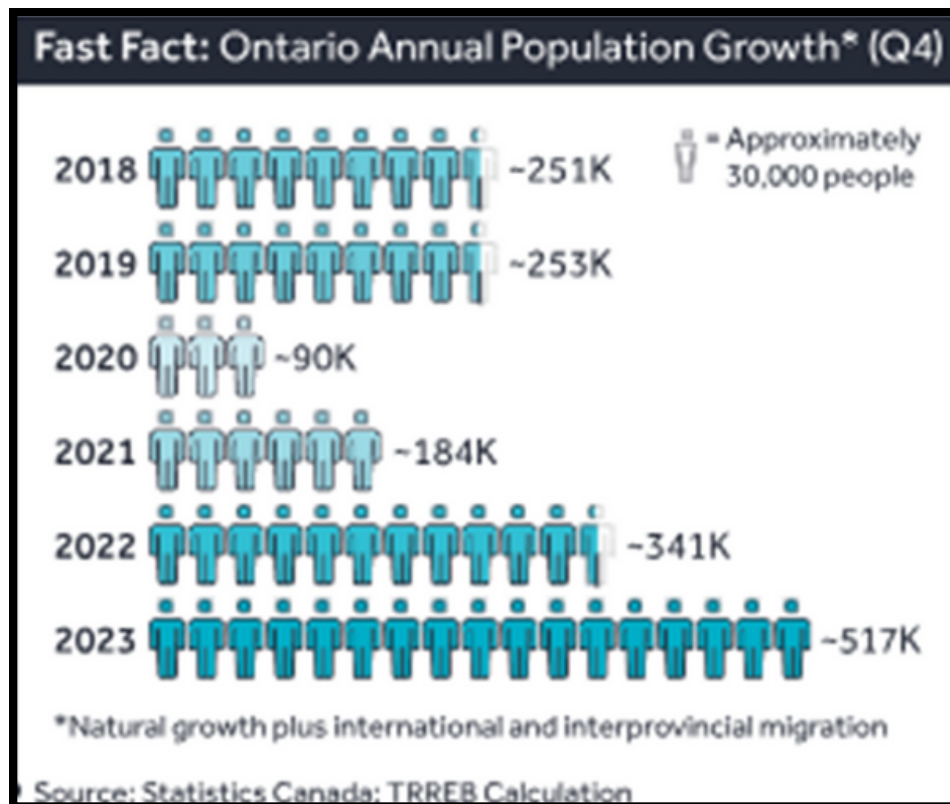 Fast Fact: Ontario Annual Population Growth* (Q4)
= Approximately
30,000 people
2018 ~251K
2019 ~253K
2020 ~90K
2021 ~184K
2022 ~341K
2023 ~517K
*Natural growth plus international and interprovincial migration
Source: Statistics Canada; TRREB Calculation